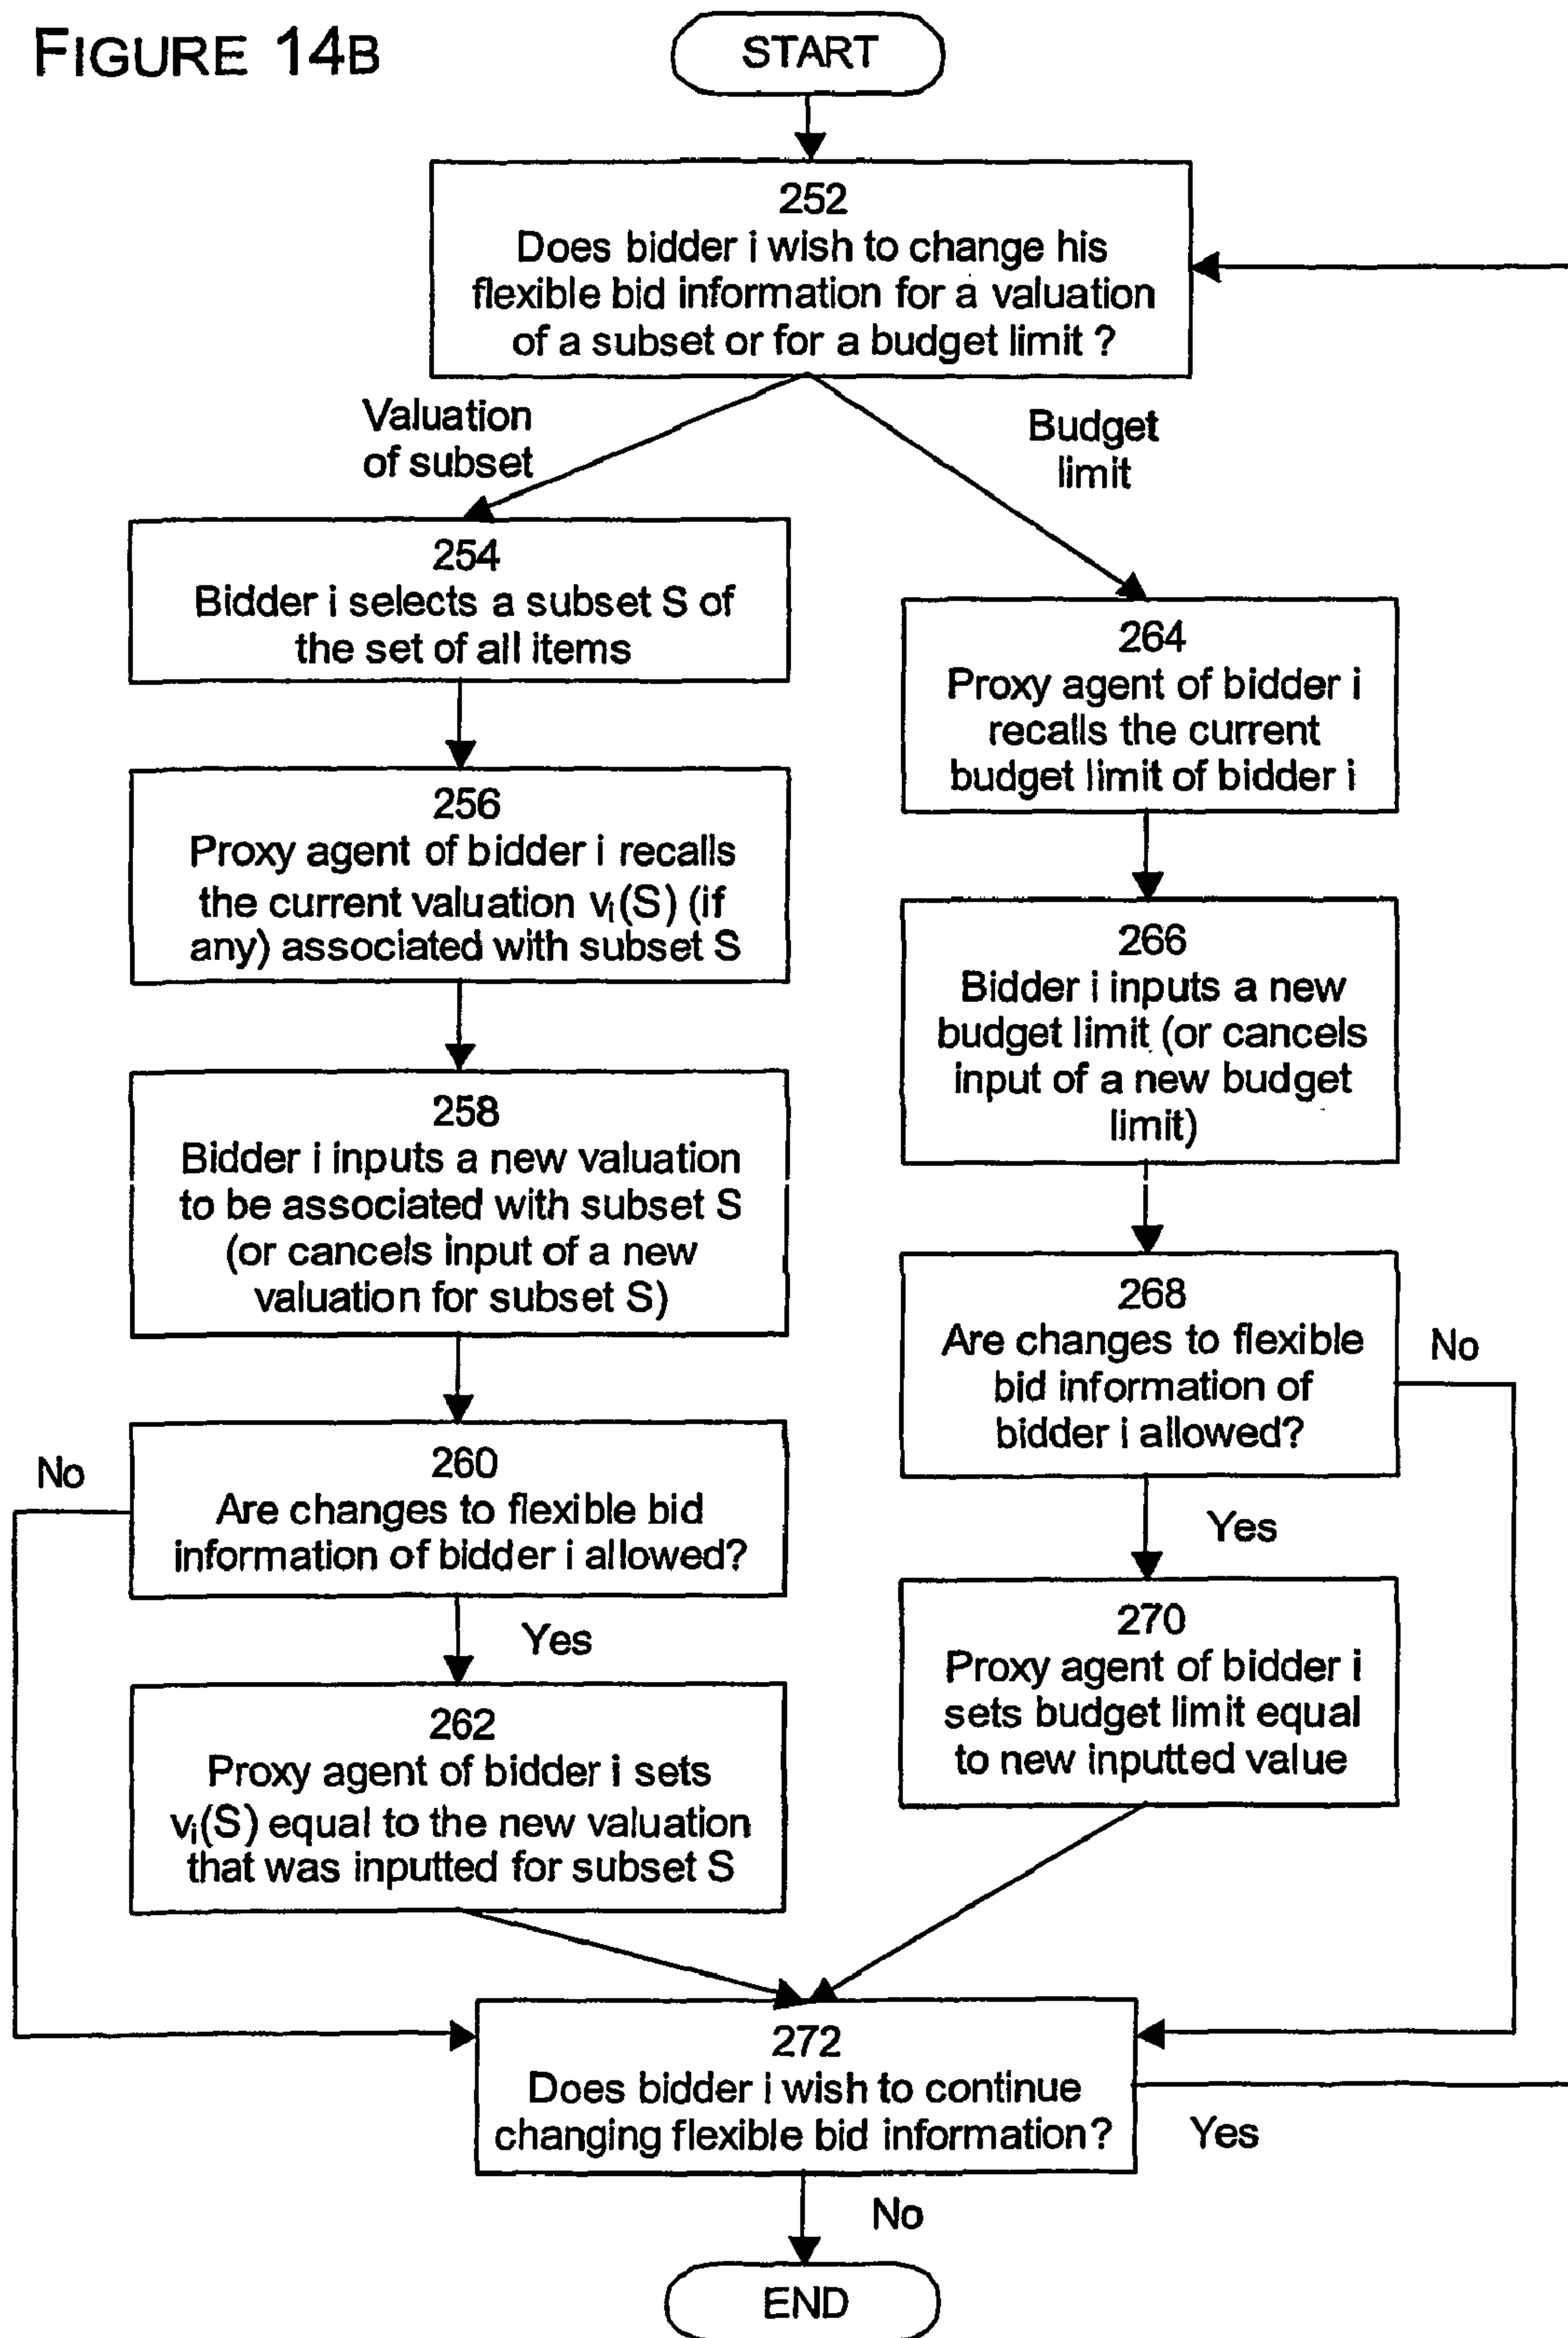 FIGURE 14B
START
252
Does bidder i wish to change his
flexible bid information for a valuation
of a subset or for a budget limit ?
Valuation
of subset
Budget
limit
254
Bidder i selects a subset S of
the set of all items
256
Proxy agent of bidder i recalls
the current valuation vᵢ(S) (if
any) associated with subset S
258
Bidder i inputs a new valuation
to be associated with subset S
(or cancels input of a new
valuation for subset S)
260
Are changes to flexible bid
information of bidder i allowed?
No
Yes
262
Proxy agent of bidder i sets
vᵢ(S) equal to the new valuation
that was inputted for subset S
264
Proxy agent of bidder i
recalls the current
budget limit of bidder i
266
Bidder i inputs a new
budget limit (or cancels
input of a new budget
limit)
268
Are changes to flexible
bid information of
bidder i allowed?
No
Yes
270
Proxy agent of bidder i
sets budget limit equal
to new inputted value
272
Does bidder i wish to continue
changing flexible bid information?
Yes
No
END